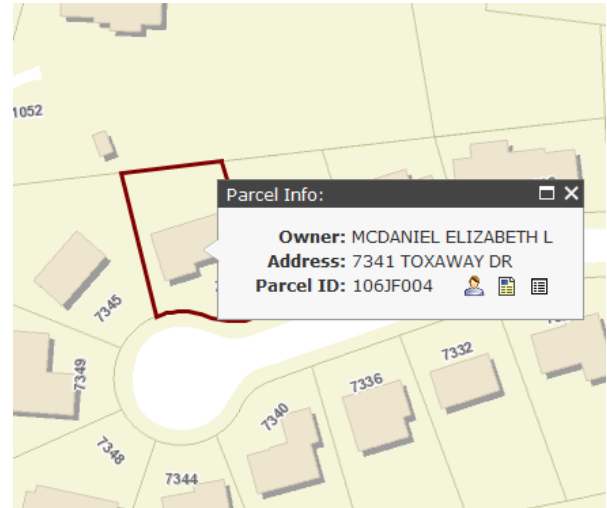 1052
Parcel Info:
Owner: MCDANIEL ELIZABETH L
Address: 7341 TOXAWAY DR
Parcel ID: 106JF004
7345
7349
7332
7336
7340
7348
7344